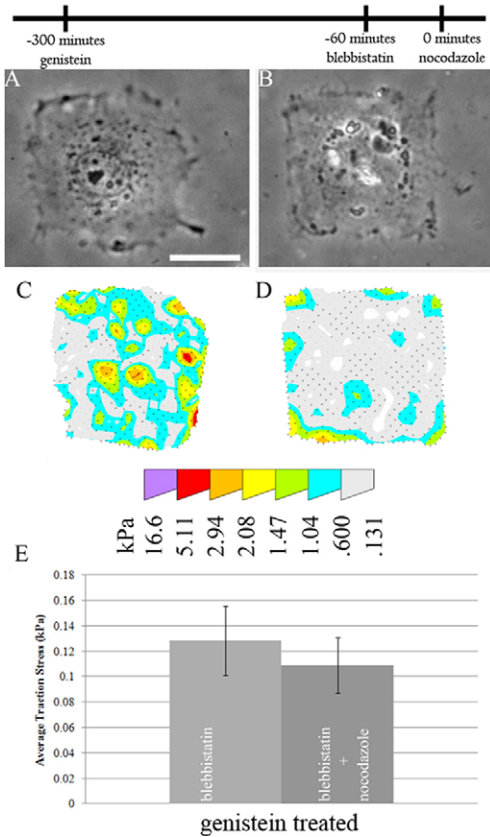 -300 minutes
genistein
-60 minutes
blebbistatin
0 minutes
nocodazole
A
B
C
D
kPa
16.6
5.11
2.94
2.08
1.47
1.04
.600
.131
E
0.18
0.16
0.14
0.12
0.1
0.08
0.06
0.04
0.02
0
Average Traction Stress (kPa)
blebbistatin
blebbistatin
+
nocodazole
genistein treated